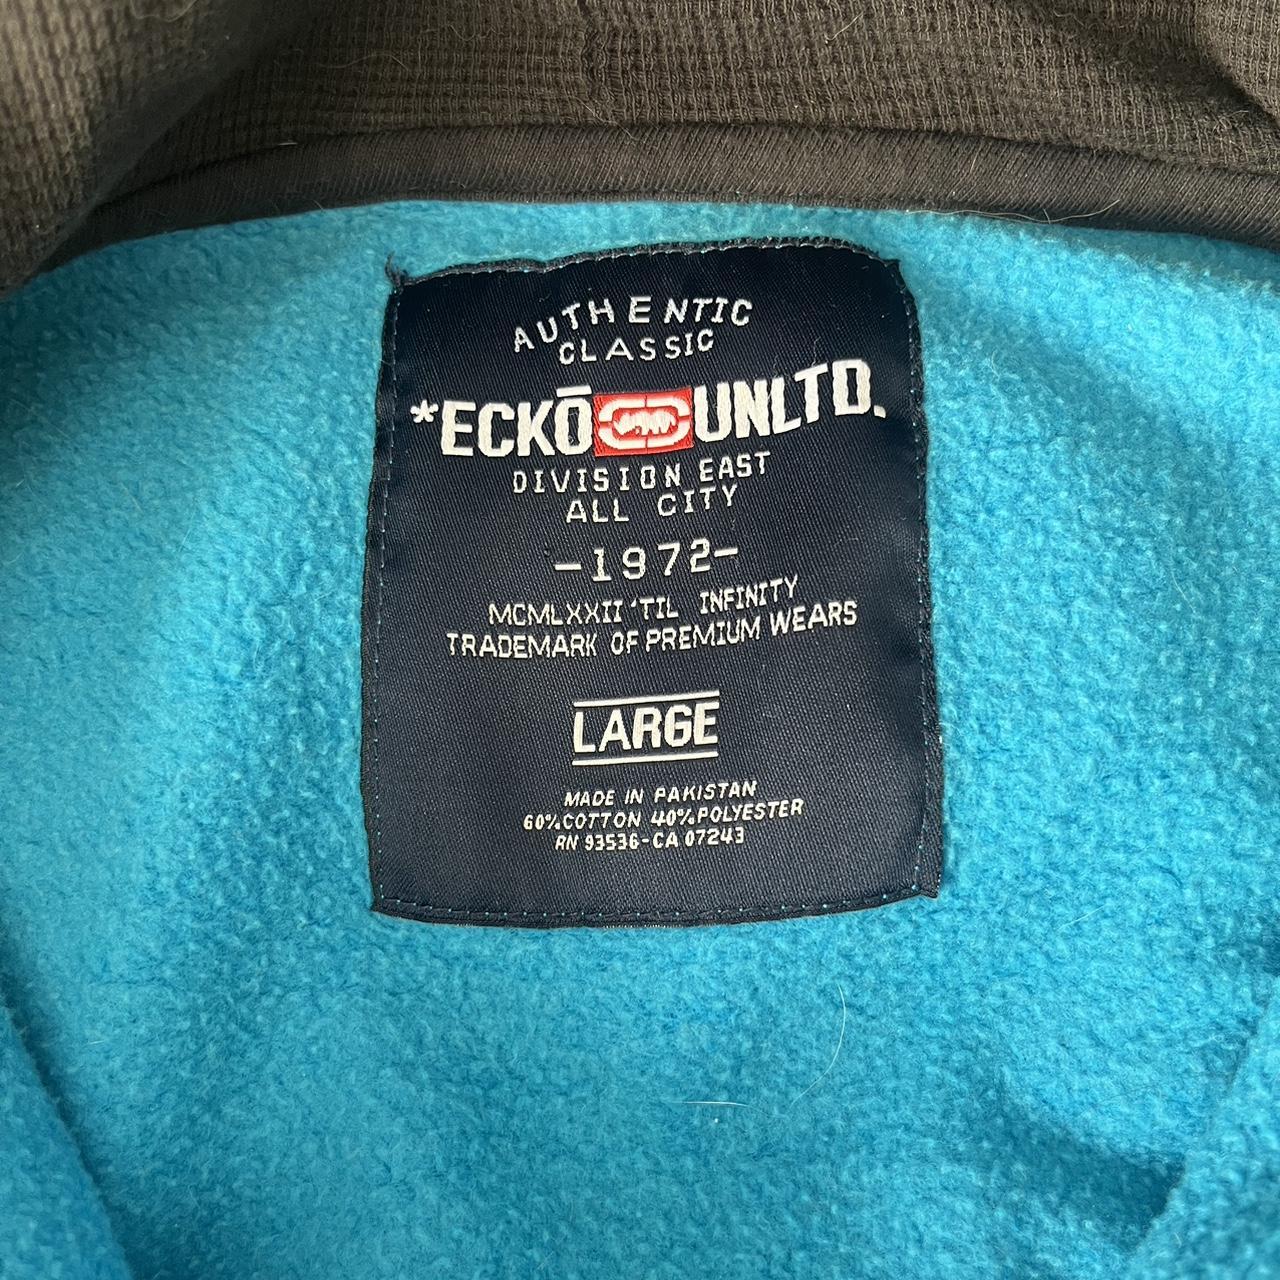 AUTHENTIC
CLASSIC
*ECKŌ UNLTD.
DIVISION EAST
ALL CITY
-1972-
MCMLXXII 'TIL INFINITY
TRADEMARK OF PREMIUM WEARS
LARGE
MADE IN PAKISTAN
60%COTTON 40%POLYESTER
RN 93536-CA 07243